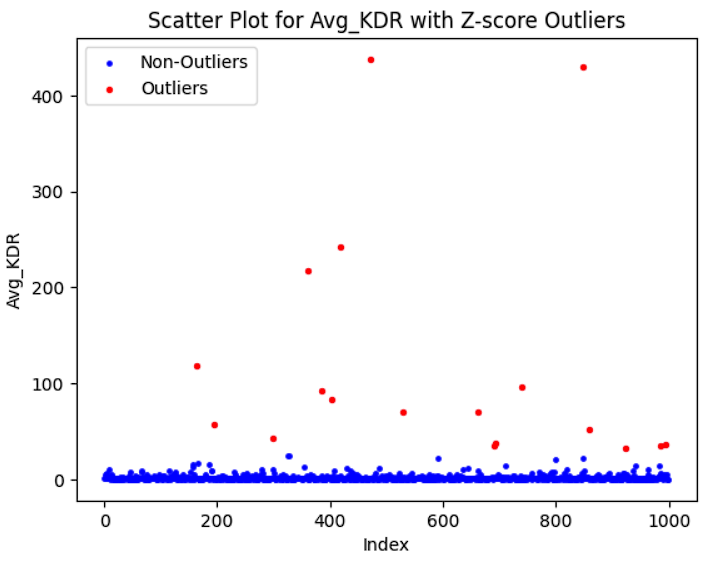 Scatter Plot for Avg_KDR with Z-score Outliers
Non-Outliers
Outliers
400
300
200
100
0
Avg_KDR
0 200 400 600 800 1000
Index